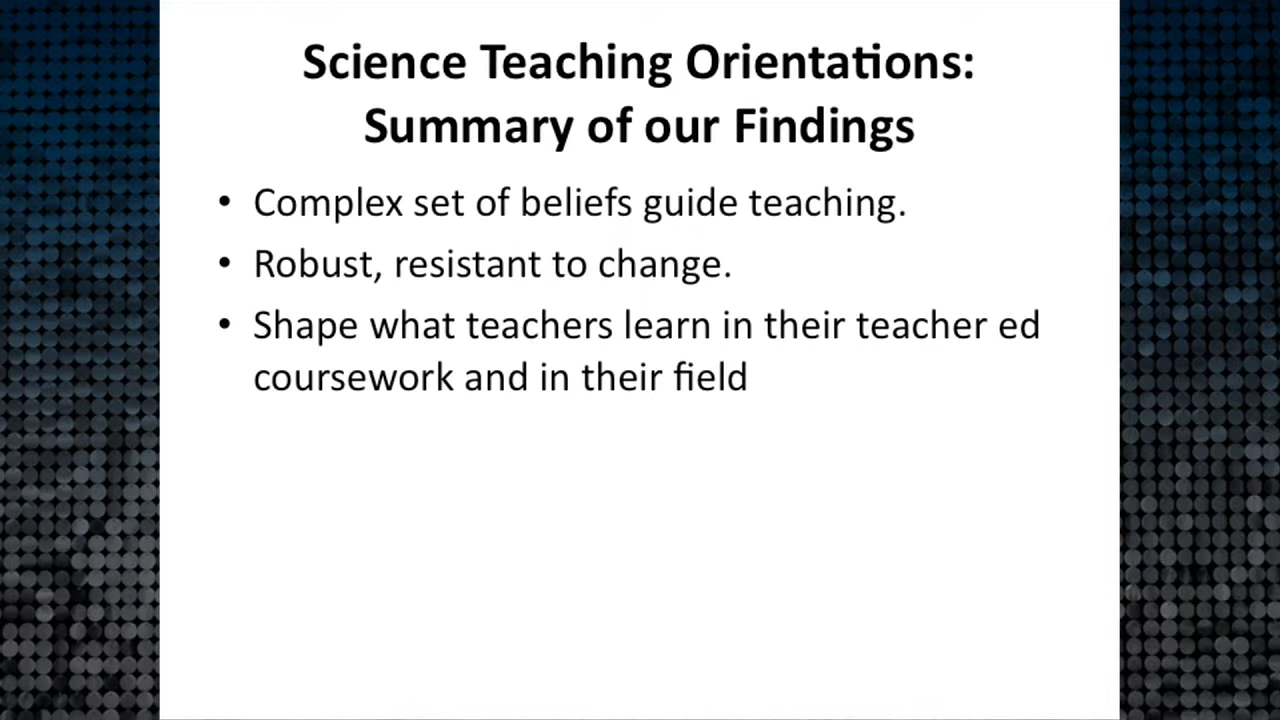 Science Teaching Orientations:
Summary of our Findings
• Complex set of beliefs guide teaching.
• Robust, resistant to change.
• Shape what teachers learn in their teacher ed
coursework and in their field